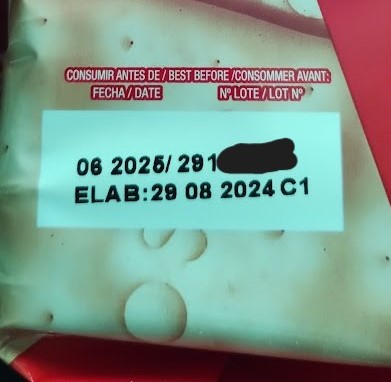 CONSUMIR ANTES DE / BEST BEFORE / CONSOMMER AVANT:
FECHA / DATE Nº LOTE / LOT Nº
06 2025/ 291
ELAB:29 08 2024 C1